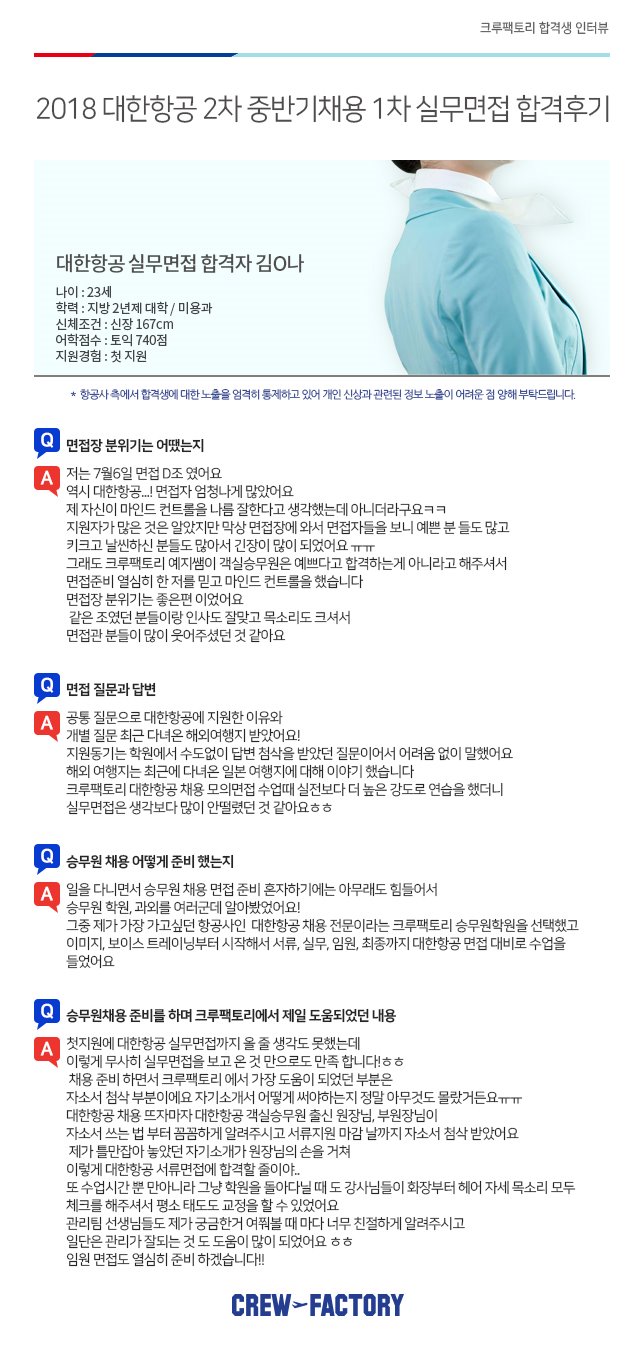 크루팩토리 합격생 인터뷰
2018 대한항공 2차 중반기채용 1차 실무면접 합격후기
대한항공 실무면접 합격자 김O나
나이 : 23세
학력 : 지방 2년제 대학 / 미용과
신체조건 : 신장 167cm
어학점수 : 토익 740점
지원경험 : 첫 지원
* 항공사 측에서 합격생에 대한 노출을 엄격히 통제하고 있어 개인 신상과 관련된 정보 노출이 어려운 점 양해 부탁드립니다.
Q 면접장 분위기는 어땠는지
A 저는 7월6일 면접 D조 였어요
역시 대한항공...! 면접자 엄청나게 많았어요
제 자신이 마인드 컨트롤을 나름 잘한다고 생각했는데 아니더라구요ㅋㅋ
지원자가 많은 것은 알았지만 막상 면접장에 와서 면접자들을 보니 예쁜 분 들도 많고
키크고 날씬하신 분들도 많아서 긴장이 많이 되었어요 ㅠㅠ
그래도 크루팩토리 예지쌤이 객실승무원은 예쁘다고 합격하는게 아니라고 해주셔서
면접준비 열심히 한 저를 믿고 마인드 컨트롤을 했습니다
면접장 분위기는 좋은편 이었어요
같은 조였던 분들이랑 인사도 잘맞고 목소리도 크셔서
면접관 분들이 많이 웃어주셨던 것 같아요
Q 면접 질문과 답변
A 공통 질문으로 대한항공에 지원한 이유와
개별 질문 최근 다녀온 해외여행지 받았어요!
지원동기는 학원에서 수도없이 답변 첨삭을 받았던 질문이어서 어려움 없이 말했어요
해외 여행지는 최근에 다녀온 일본 여행지에 대해 이야기 했습니다
크루팩토리 대한항공 채용 모의면접 수업때 실전보다 더 높은 강도로 연습을 했더니
실무면접은 생각보다 많이 안떨렸던 것 같아요ㅎㅎ
Q 승무원 채용 어떻게 준비 했는지
A 일을 다니면서 승무원 채용 면접 준비 혼자하기에는 아무래도 힘들어서
승무원 학원, 과외를 여러군데 알아봤었어요!
그중 제가 가장 가고싶던 항공사인  대한항공 채용 전문이라는 크루팩토리 승무원학원을 선택했고
이미지, 보이스 트레이닝부터 시작해서 서류, 실무, 임원, 최종까지 대한항공 면접 대비로 수업을
들었어요
Q 승무원채용 준비를 하며 크루팩토리에서 제일 도움되었던 내용
A 첫지원에 대한항공 실무면접까지 올 줄 생각도 못했는데
이렇게 무사히 실무면접을 보고 온 것 만으로도 만족 합니다!ㅎㅎ
채용 준비 하면서 크루팩토리 에서 가장 도움이 되었던 부분은
자소서 첨삭 부분이에요 자기소개서 어떻게 써야하는지 정말 아무것도 몰랐거든요ㅠㅠ
대한항공 채용 뜨자마자 대한항공 객실승무원 출신 원장님, 부원장님이
자소서 쓰는 법 부터 꼼꼼하게 알려주시고 서류지원 마감 날까지 자소서 첨삭 받았어요
제가 틀만잡아 놓았던 자기소개가 원장님의 손을 거쳐
이렇게 대한항공 서류면접에 합격할 줄이야..
또 수업시간 뿐 만아니라 그냥 학원을 돌아다닐 때 도 강사님들이 화장부터 헤어 자세 목소리 모두
체크를 해주셔서 평소 태도도 교정을 할 수 있었어요
관리팀 선생님들도 제가 궁금한거 여쭤볼 때 마다 너무 친절하게 알려주시고
일단은 관리가 잘되는 것 도 도움이 많이 되었어요 ㅎㅎ
임원 면접도 열심히 준비 하겠습니다!!
CREW FACTORY